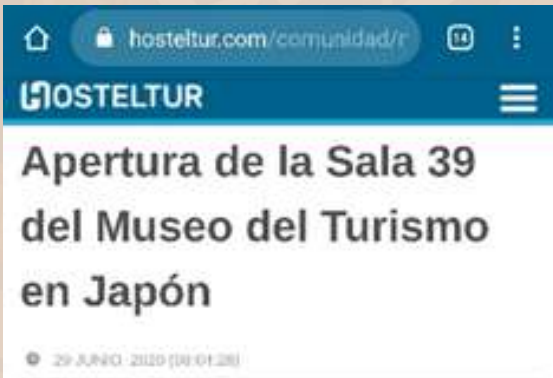 hosteltur.com/comunidad/r
14
HOSTELTUR
Apertura de la Sala 39
del Museo del Turismo
en Japón
29 JUNIO, 2020